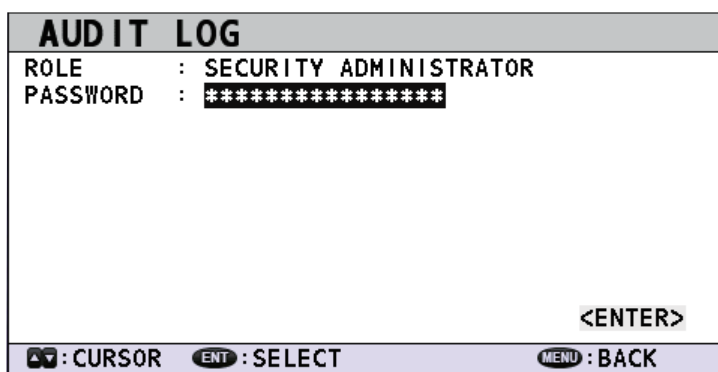 AUDIT LOG
ROLE : SECURITY ADMINISTRATOR
PASSWORD : ****************
<ENTER>
▲▼:CURSOR ENT:SELECT MENU:BACK